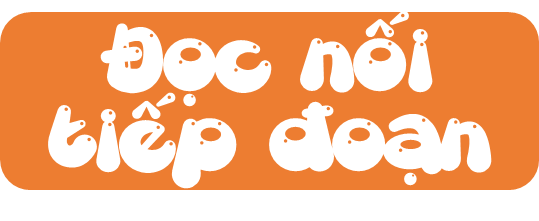 Đọc nối
tiếp đoạn